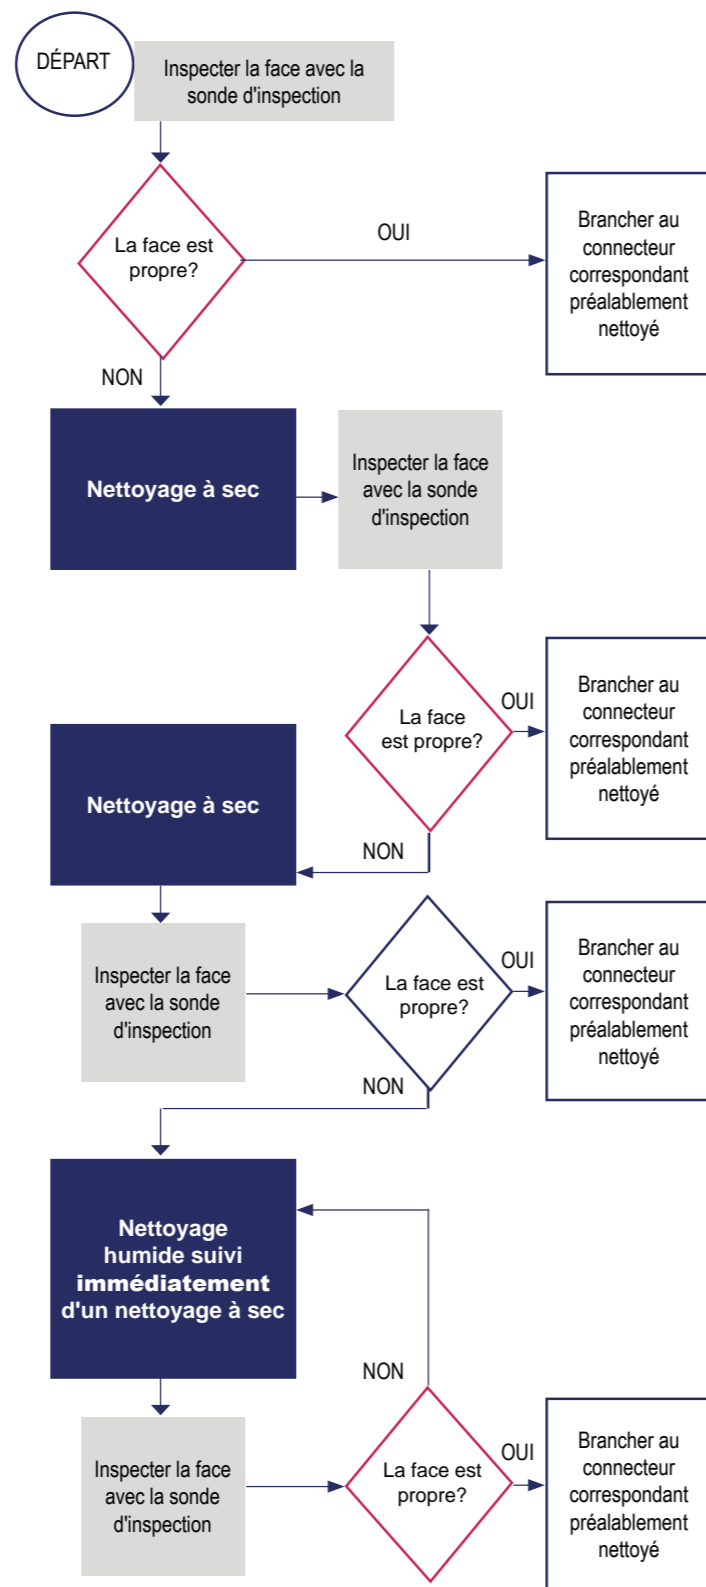 DÉPART
Inspecter la face avec la
sonde d'inspection
La face est
propre?
OUI
Brancher au
connecteur
correspondant
préalablement
nettoyé
NON
Nettoyage à sec
Inspecter la face
avec la sonde
d'inspection
La face
est propre?
OUI
Brancher au
connecteur
correspondant
préalablement
nettoyé
NON
Nettoyage à sec
Inspecter la face
avec la sonde
d'inspection
La face est
propre?
OUI
Brancher au
connecteur
correspondant
préalablement
nettoyé
NON
Nettoyage
humide suivi
immédiatement
d'un nettoyage à sec
NON
Inspecter la face
avec la sonde
d'inspection
La face est
propre?
OUI
Brancher au
connecteur
correspondant
préalablement
nettoyé